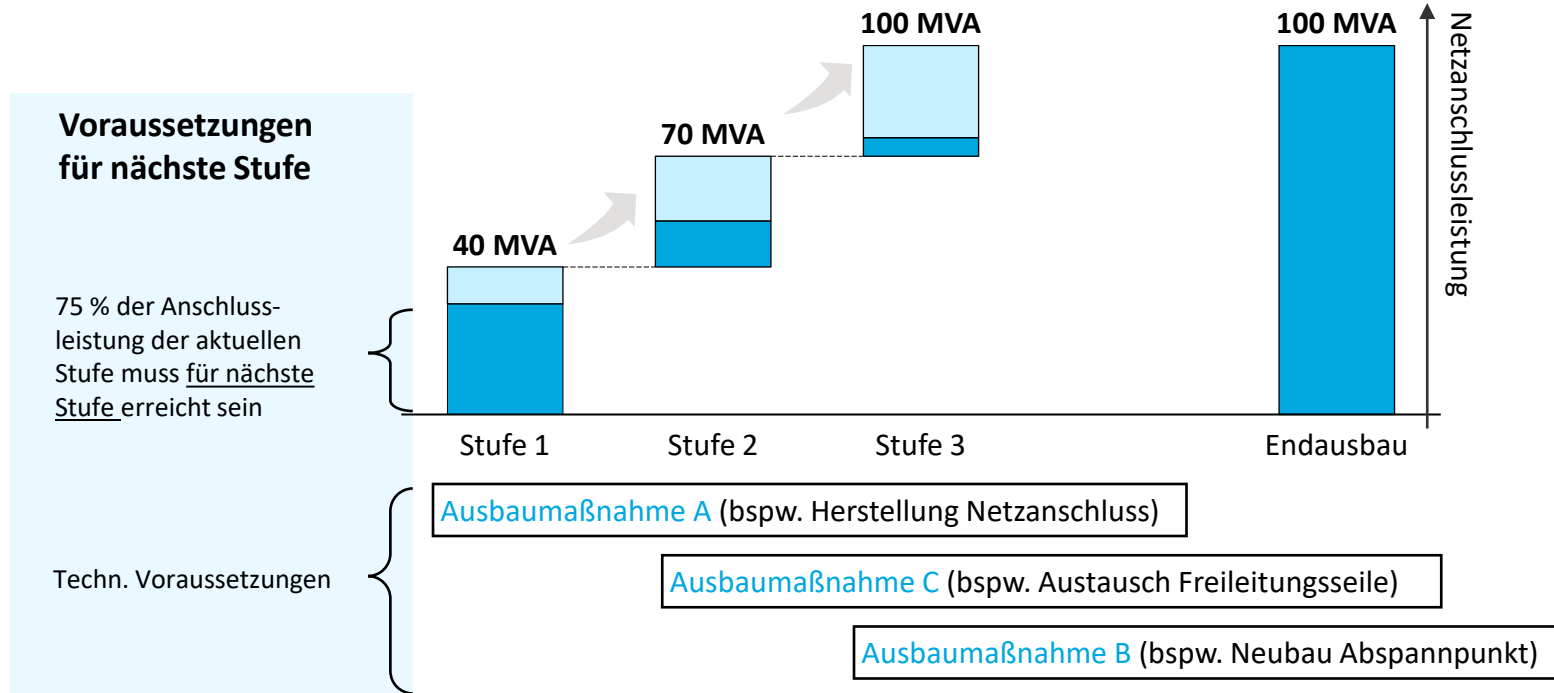 100 MVA
100 MVA
Netzanschlussleistung
Voraussetzungen
für nächste Stufe
70 MVA
40 MVA
75 % der Anschluss-
leistung der aktuellen
Stufe muss für nächste
Stufe erreicht sein
Stufe 1
Stufe 2
Stufe 3
Endausbau
Ausbaumaßnahme A (bspw. Herstellung Netzanschluss)
Techn. Voraussetzungen
Ausbaumaßnahme C (bspw. Austausch Freileitungsseile)
Ausbaumaßnahme B (bspw. Neubau Abspannpunkt)